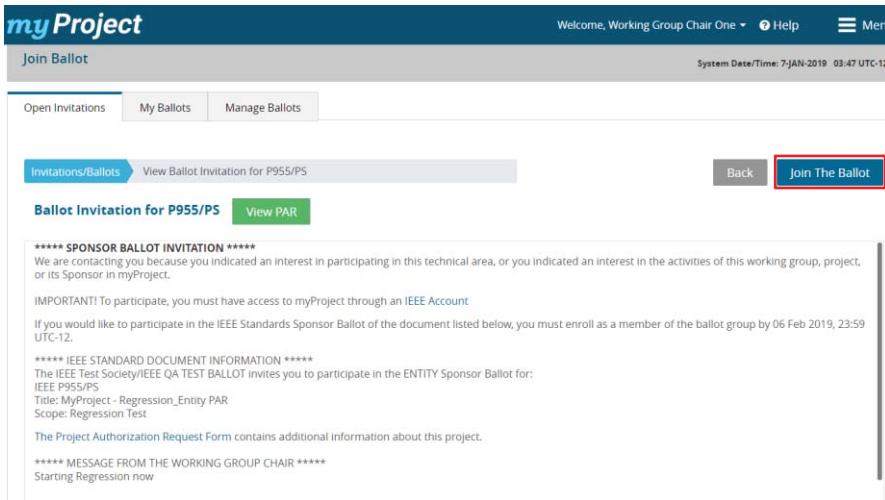 myProject
Welcome, Working Group Chair One
Help
Join Ballot
System Date/Time: 7-JAN-2019 03:47 UTC-12
Open Invitations
My Ballots
Manage Ballots
Invitations/Ballots
View Ballot Invitation for P955/PS
Back
Join The Ballot
Ballot Invitation for P955/PS
View PAR
***** SPONSOR BALLOT INVITATION *****
We are contacting you because you indicated an interest in participating in this technical area, or you indicated an interest in the activities of this working group, project,
or its Sponsor in myProject.
IMPORTANT! To participate, you must have access to myProject through an IEEE Account
If you would like to participate in the IEEE Standards Sponsor Ballot of the document listed below, you must enroll as a member of the ballot group by 06 Feb 2019, 23:59
UTC-12.
***** IEEE STANDARD DOCUMENT INFORMATION *****
The IEEE Test Society/IEEE QA TEST BALLOT invites you to participate in the ENTITY Sponsor Ballot for:
IEEE P955/PS
Title: MyProject - Regression_Entity PAR
Scope: Regression Test
The Project Authorization Request Form contains additional information about this project.
***** MESSAGE FROM THE WORKING GROUP CHAIR *****
Starting Regression now